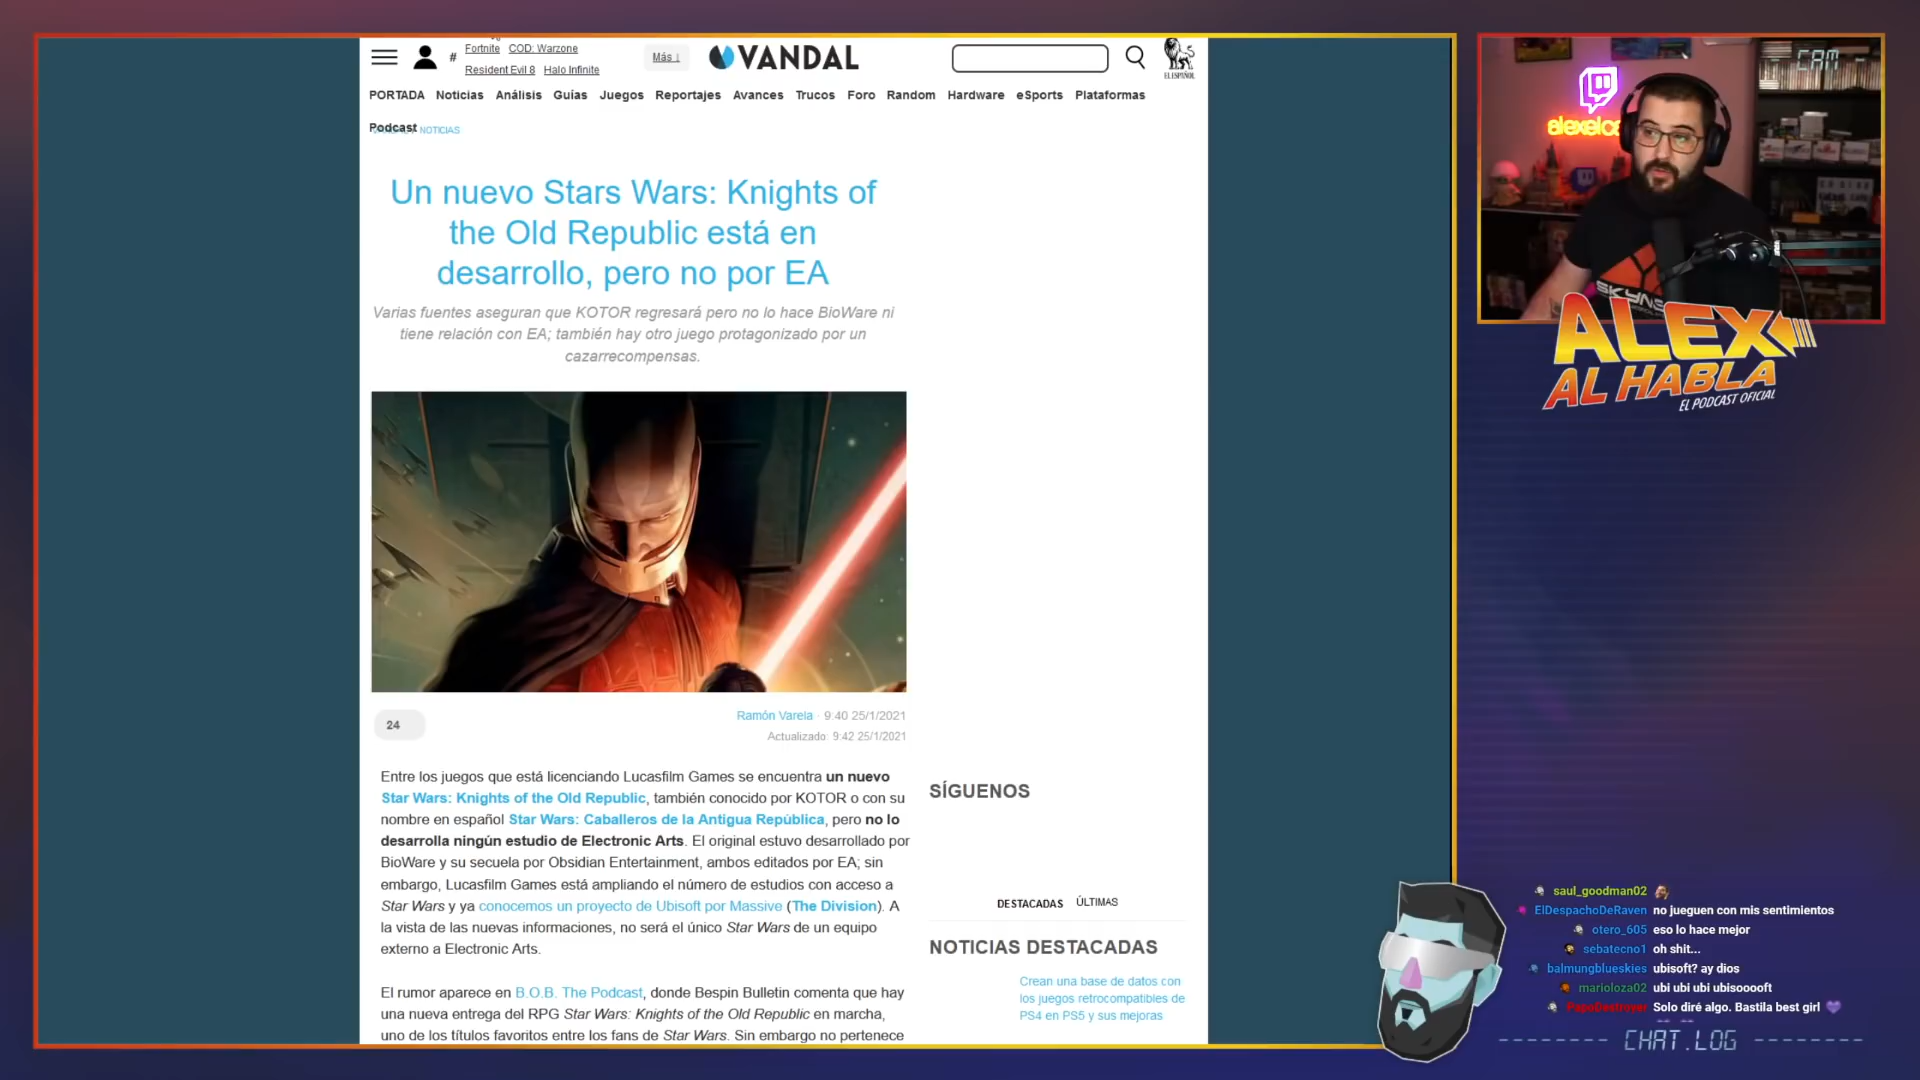 Fortnite COD: Warzone
#
Resident Evil 8 Halo Infinite
Más ↓
VANDAL
EL ESPAÑOL
PORTADA Noticias Análisis Guías Juegos Reportajes Avances Trucos Foro Random Hardware eSports Plataformas
Podcast
NOTICIAS
Un nuevo Stars Wars: Knights of
the Old Republic está en
desarrollo, pero no por EA
Varias fuentes aseguran que KOTOR regresará pero no lo hace BioWare ni
tiene relación con EA; también hay otro juego protagonizado por un
cazarrecompensas.
24
Ramón Varela · 9:40 25/1/2021
Actualizado: 9:42 25/1/2021
Entre los juegos que está licenciando Lucasfilm Games se encuentra un nuevo
Star Wars: Knights of the Old Republic, también conocido por KOTOR o con su
nombre en español Star Wars: Caballeros de la Antigua República, pero no lo
desarrolla ningún estudio de Electronic Arts. El original estuvo desarrollado por
BioWare y su secuela por Obsidian Entertainment, ambos editados por EA; sin
embargo, Lucasfilm Games está ampliando el número de estudios con acceso a
Star Wars y ya conocemos un proyecto de Ubisoft por Massive (The Division). A
la vista de las nuevas informaciones, no será el único Star Wars de un equipo
externo a Electronic Arts.
El rumor aparece en B.O.B. The Podcast, donde Bespin Bulletin comenta que hay
una nueva entrega del RPG Star Wars: Knights of the Old Republic en marcha,
uno de los títulos favoritos entre los fans de Star Wars. Sin embargo no pertenece
SÍGUENOS
DESTACADAS ÚLTIMAS
NOTICIAS DESTACADAS
Crean una base de datos con
los juegos retrocompatibles de
PS4 en PS5 y sus mejoras
- CAM -
alexelca
SKYN
ALEX
AL HABLA
EL PODCAST OFICIAL
saul_goodman02
ElDespachoDeRaven no jueguen con mis sentimientos
otero_605 eso lo hace mejor
sebatecno1 oh shit...
balmungblueskies ubisoft? ay dios
marioloza02 ubi ubi ubi ubisooooft
PapoDestroyer Solo diré algo. Bastila best girl
CHAT.LOG